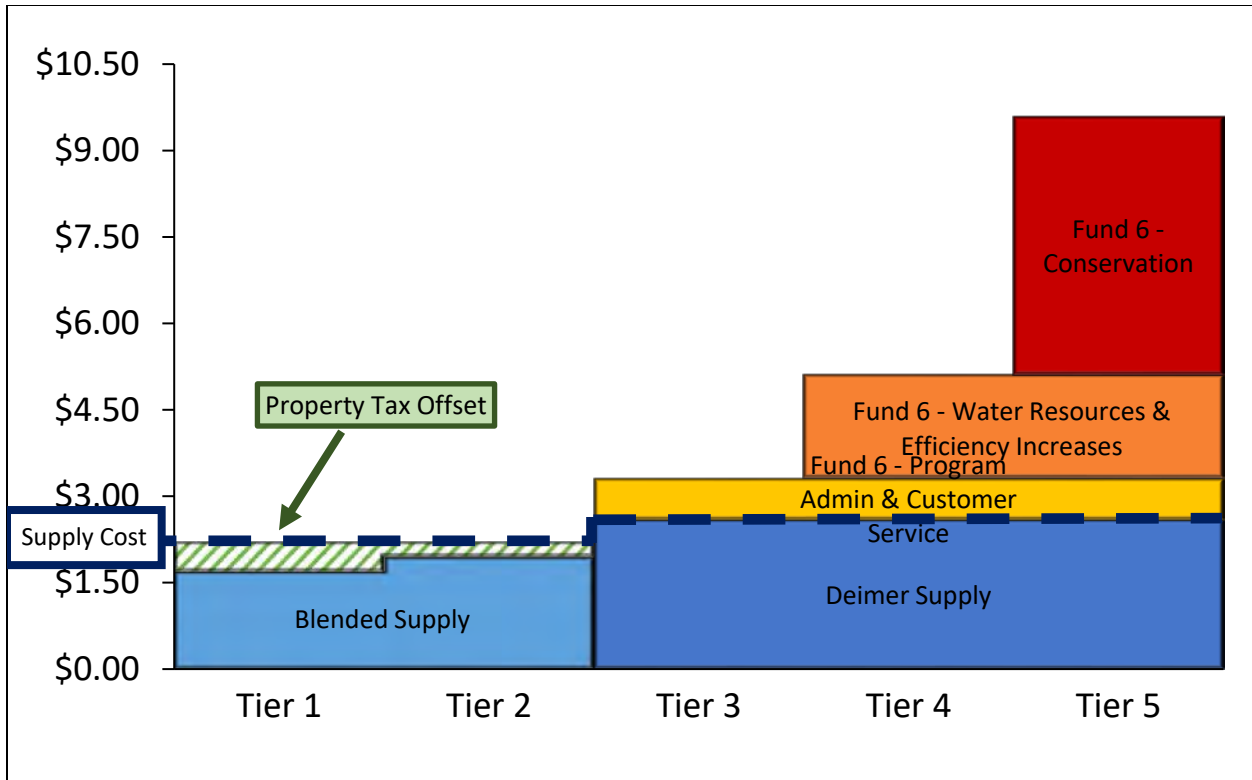 $10.50
$9.00
$7.50
$6.00
$4.50
$3.00
$1.50
$0.00
Supply Cost
Property Tax Offset
Blended Supply
Fund 6 -
Conservation
Fund 6 - Water Resources &
Efficiency Increases
Fund 6 - Program
Admin & Customer
Service
Deimer Supply
Tier 1
Tier 2
Tier 3
Tier 4
Tier 5